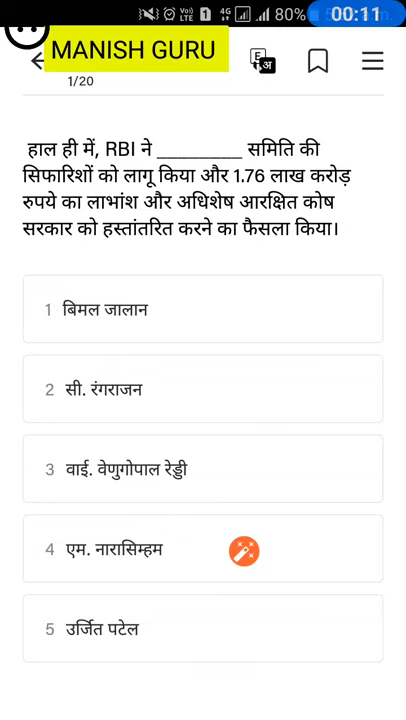 4G
80%
00:11
MANISH GURU
1/20
हाल ही में, RBI ने ________ समिति की
सिफारिशों को लागू किया और 1.76 लाख करोड़
रुपये का लाभांश और अधिशेष आरक्षित कोष
सरकार को हस्तांतरित करने का फैसला किया।
1 बिमल जालान
2 सी. रंगराजन
3 वाई. वेणुगोपाल रेड्डी
4 एम. नारासिम्हम
5 उर्जित पटेल